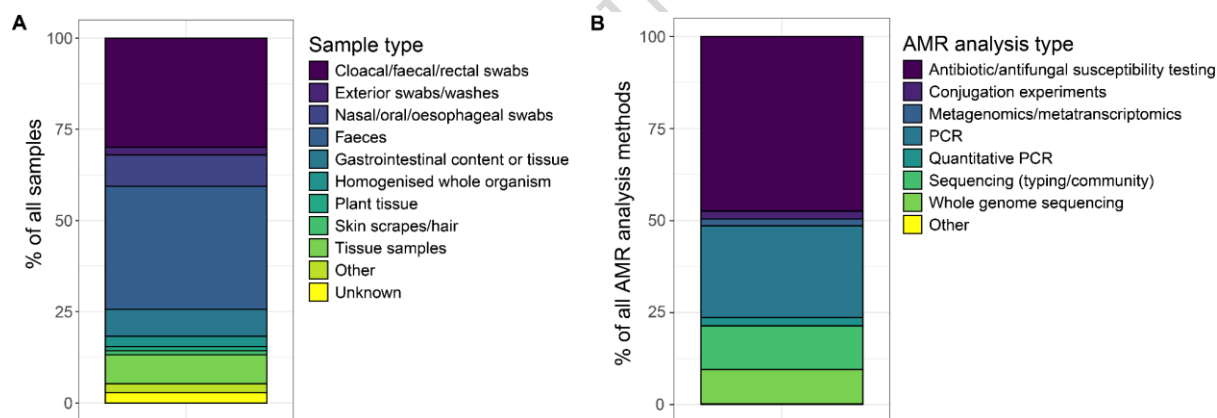 A
% of all samples
100
75
50
25
0
Sample type
Cloacal/faecal/rectal swabs
Exterior swabs/washes
Nasal/oral/oesophageal swabs
Faeces
Gastrointestinal content or tissue
Homogenised whole organism
Plant tissue
Skin scrapes/hair
Tissue samples
Other
Unknown
B
% of all AMR analysis methods
100
75
50
25
0
AMR analysis type
Antibiotic/antifungal susceptibility testing
Conjugation experiments
Metagenomics/metatranscriptomics
PCR
Quantitative PCR
Sequencing (typing/community)
Whole genome sequencing
Other